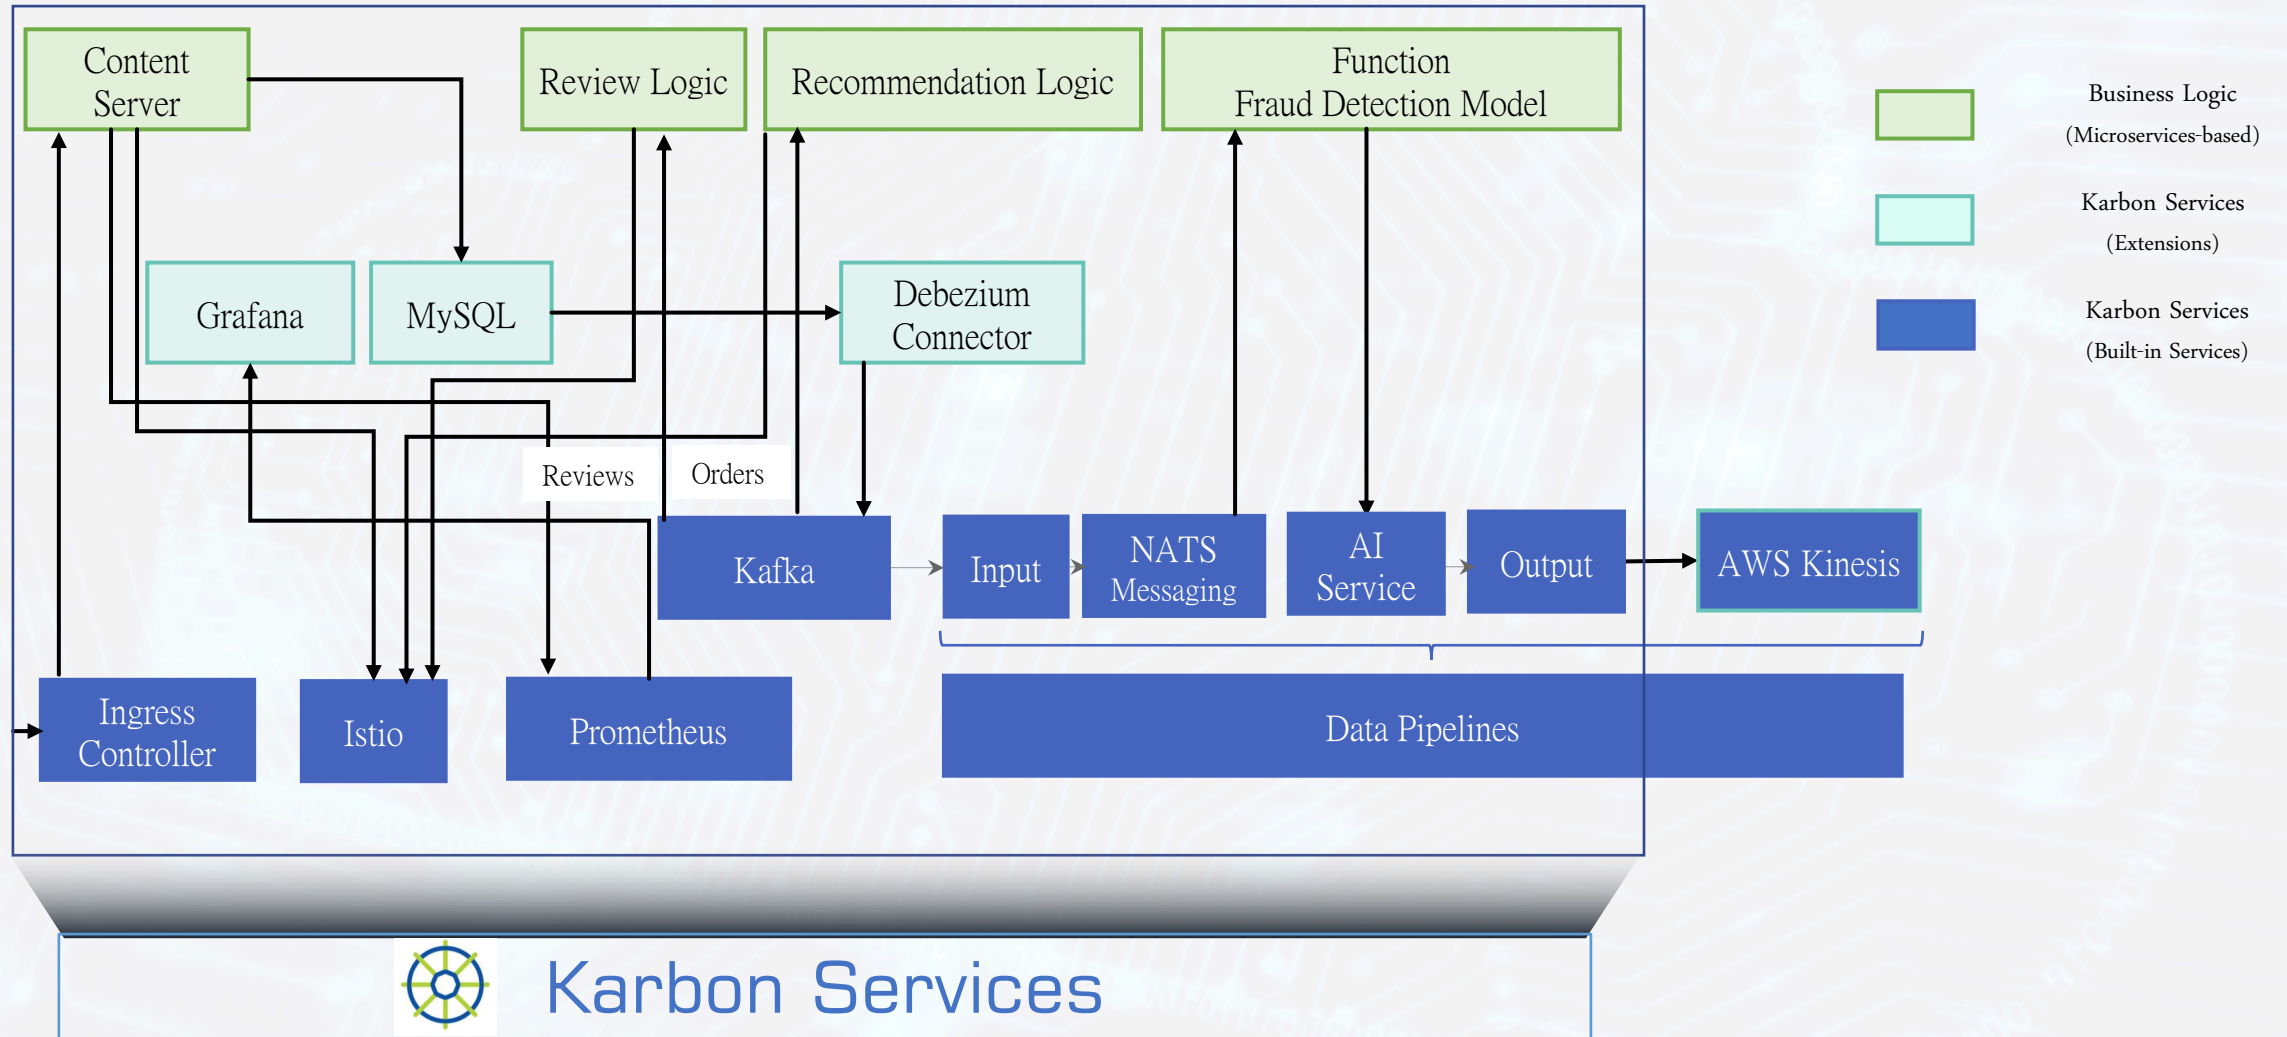 Content
Server
Review Logic
Recommendation Logic
Function
Fraud Detection Model
Business Logic
(Microservices-based)
Karbon Services
(Extensions)
Karbon Services
(Built-in Services)
Grafana
MySQL
Debezium
Connector
Reviews
Orders
Kafka
Input
NATS
Messaging
AI
Service
Output
AWS Kinesis
Ingress
Controller
Istio
Prometheus
Data Pipelines
Karbon Services